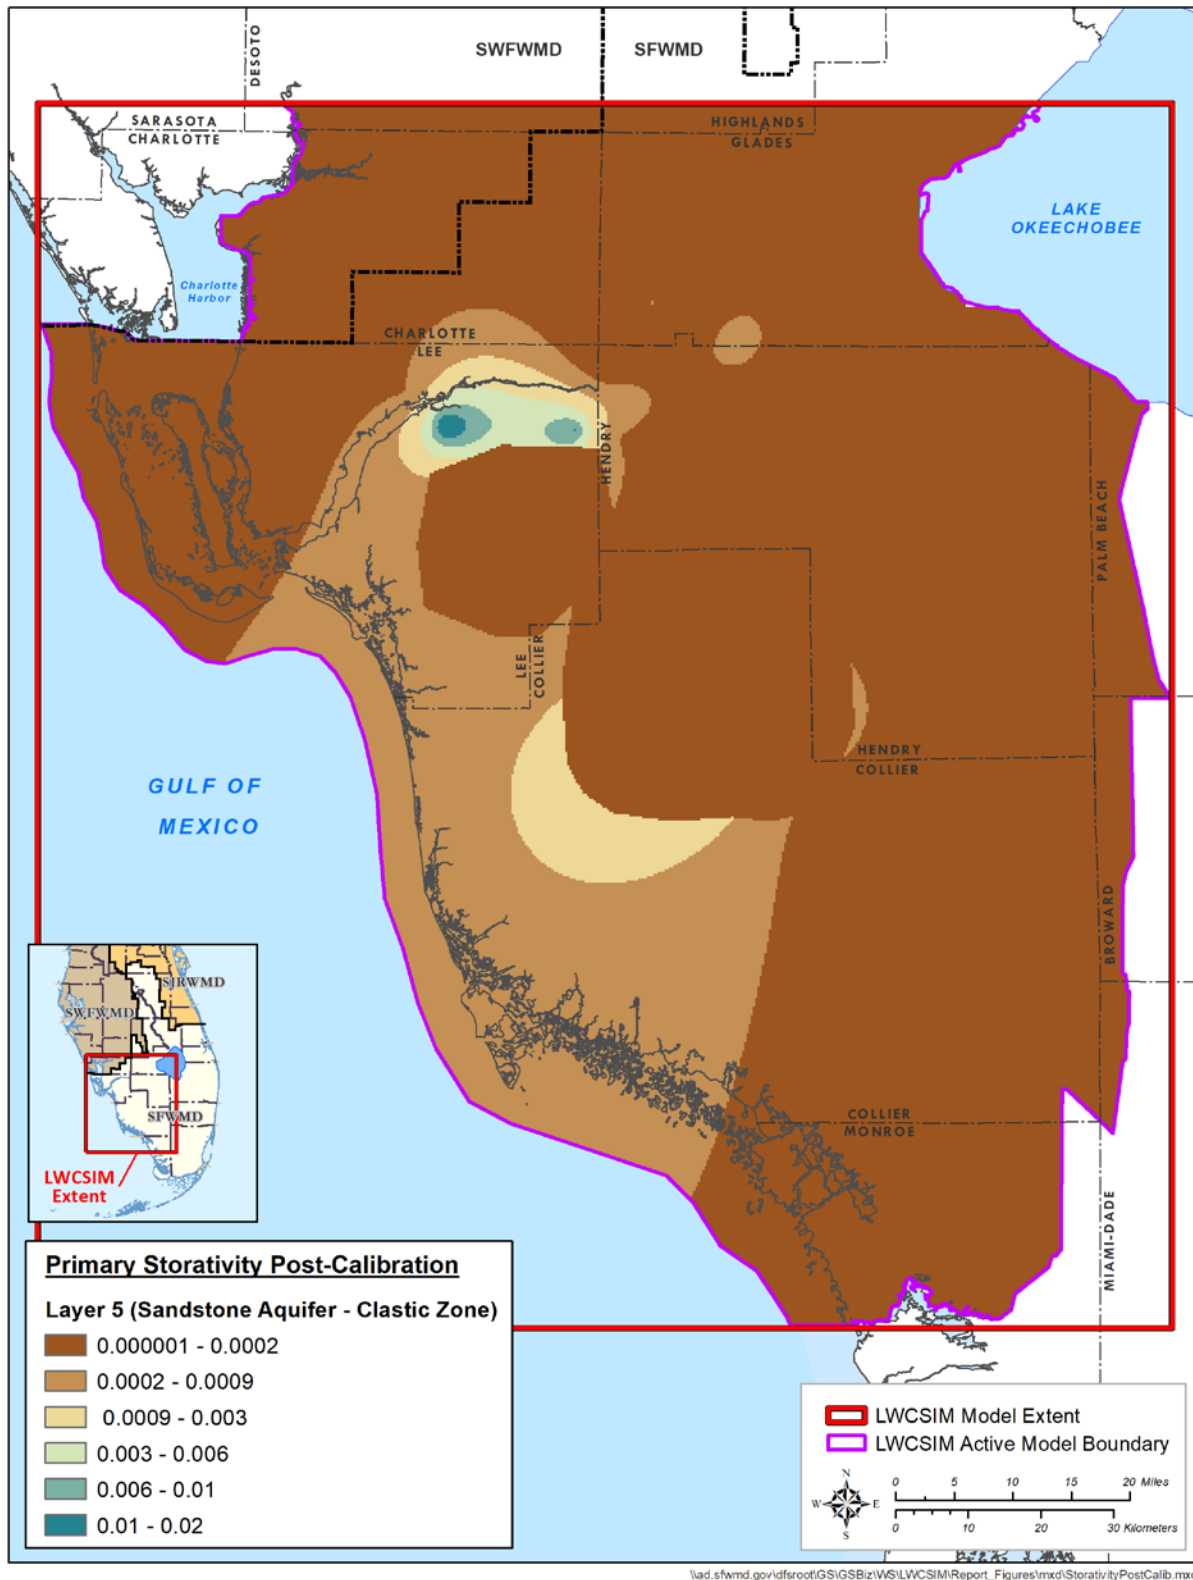 SWFWMD
SFWMD
DESOTO
SARASOTA
CHARLOTTE
HIGHLANDS
GLADES
LAKE
OKEECHOBEE
Charlotte
Harbor
CHARLOTTE
LEE
HENDRY
PALM BEACH
LEE
COLLIER
HENDRY
COLLIER
GULF OF
MEXICO
BROWARD
SJRWMD
SWFWMD
SFWMD
LWCSIM
Extent
COLLIER
MONROE
MIAMI-DADE
Primary Storativity Post-Calibration
Layer 5 (Sandstone Aquifer - Clastic Zone)
0.000001 - 0.0002
0.0002 - 0.0009
0.0009 - 0.003
0.003 - 0.006
0.006 - 0.01
0.01 - 0.02
LWCSIM Model Extent
LWCSIM Active Model Boundary
N
W E
S
0 5 10 15 20 Miles
0 10 20 30 Kilometers
\\ad.sfwmd.gov\dfsroot\GS\GSBiz\WS\LWCSIM\Report_Figures\mxd\StorativityPostCalib.mxd